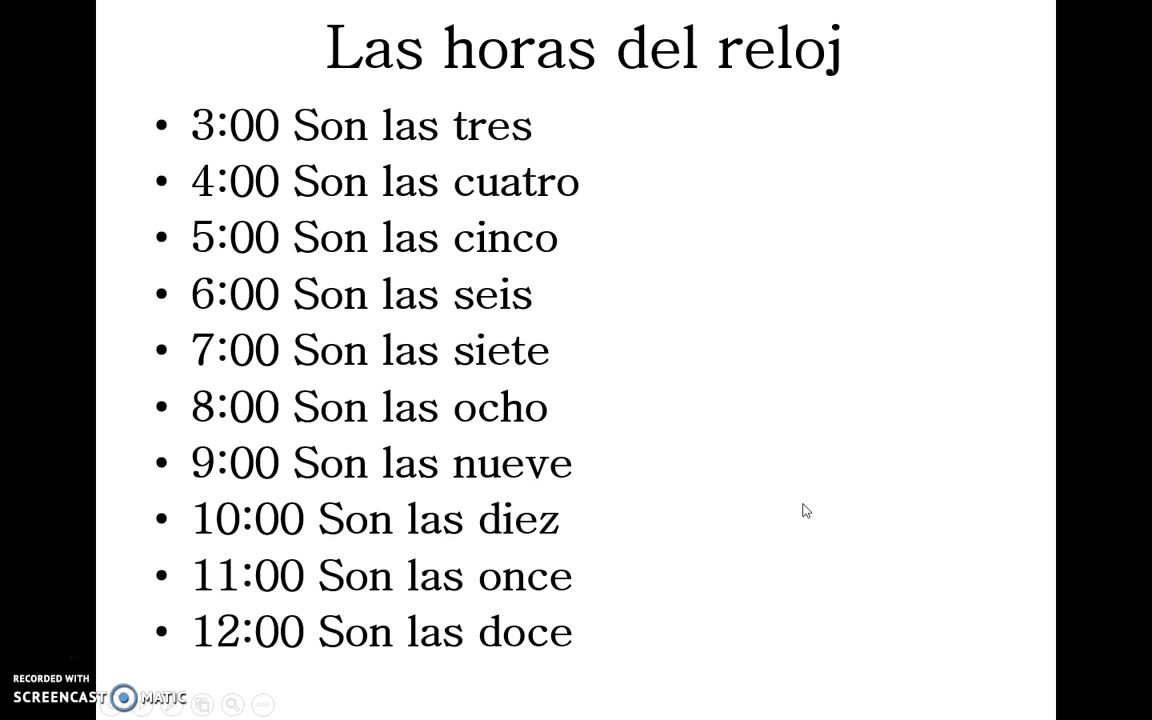 Las horas del reloj
• 3:00 Son las tres
• 4:00 Son las cuatro
• 5:00 Son las cinco
• 6:00 Son las seis
• 7:00 Son las siete
• 8:00 Son las ocho
• 9:00 Son las nueve
• 10:00 Son las diez
• 11:00 Son las once
• 12:00 Son las doce
RECORDED WITH
SCREENCAST MATIC